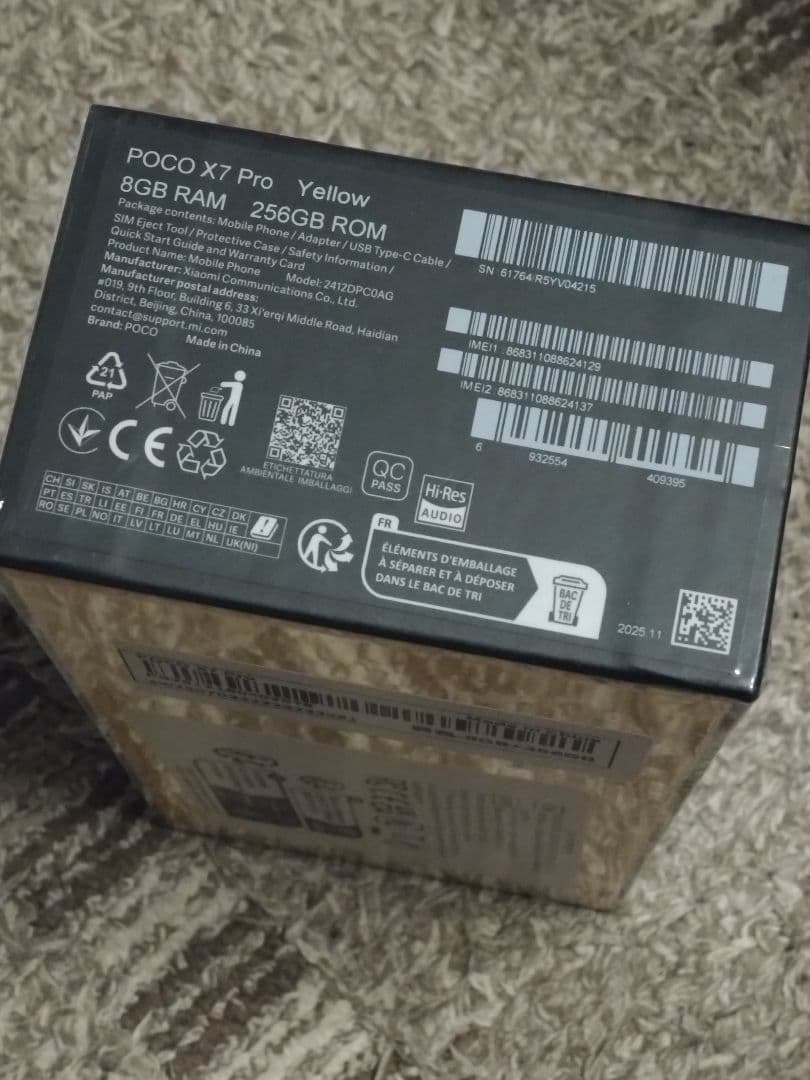 POCO X7 Pro Yellow
8GB RAM 256GB ROM
Package contents: Mobile Phone / Adapter / USB Type-C Cable /
SIM Eject Tool / Protective Case / Safety Information /
Quick Start Guide and Warranty Card
Product Name: Mobile Phone Model: 2412DPC0AG
Manufacturer: Xiaomi Communications Co., Ltd.
Manufacturer postal address:
#019, 9th Floor, Building 6, 33 Xi'erqi Middle Road, Haidian
District, Beijing, China, 100085
contact@support.mi.com
Brand: POCO Made in China
SN 61764/R5YV04215
IMEI1 868311088624129
IMEI2 868311088624137
6 932554 409395
21
PAP
CE
ETICHETTATURA
AMBIENTALE IMBALLAGGI
QC
PASS
Hi-Res
AUDIO
CH SI SK IS AT BE BG HR CY CZ DK
PT ES TR LI EE FI FR DE EL HU IE
RO SE PL NO IT LV LT LU MT NL UK(NI)
FR
ÉLÉMENTS D'EMBALLAGE
À SÉPARER ET À DÉPOSER
DANS LE BAC DE TRI
BAC
DE
TRI
2025.11